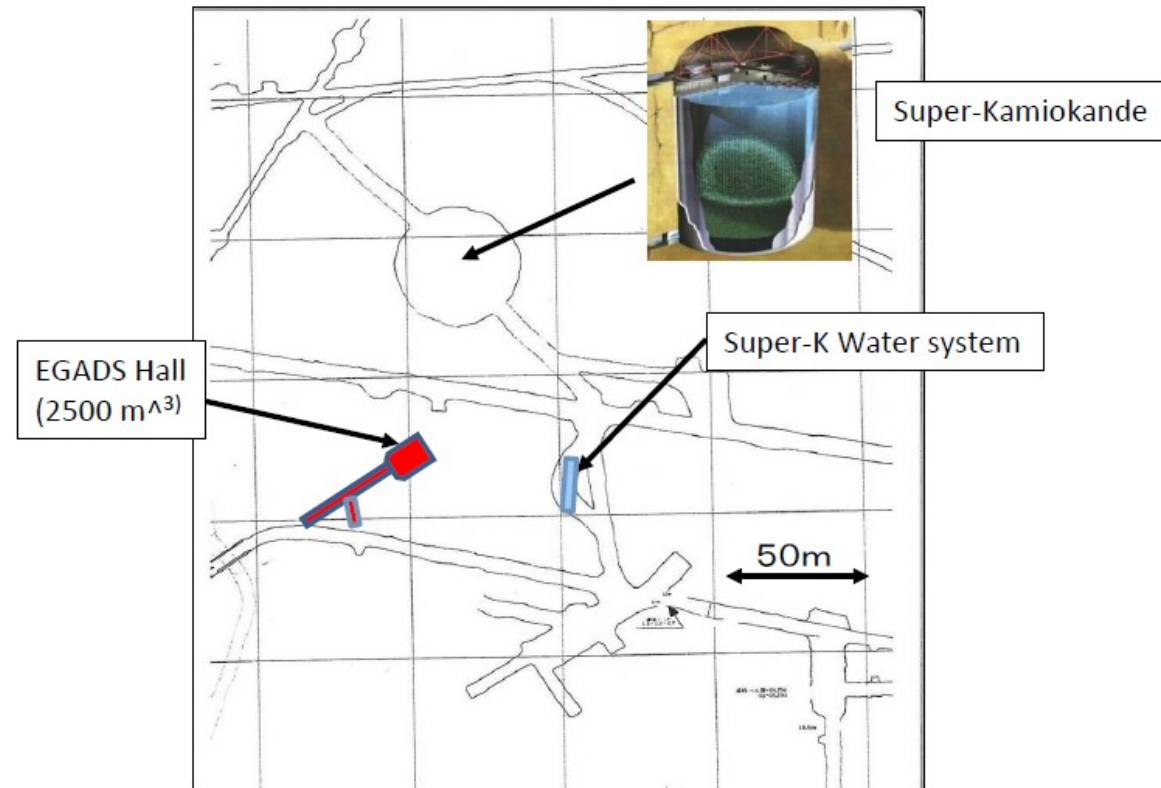 Super-Kamiokande
Super-K Water system
EGADS Hall
(2500 m^3)
50m